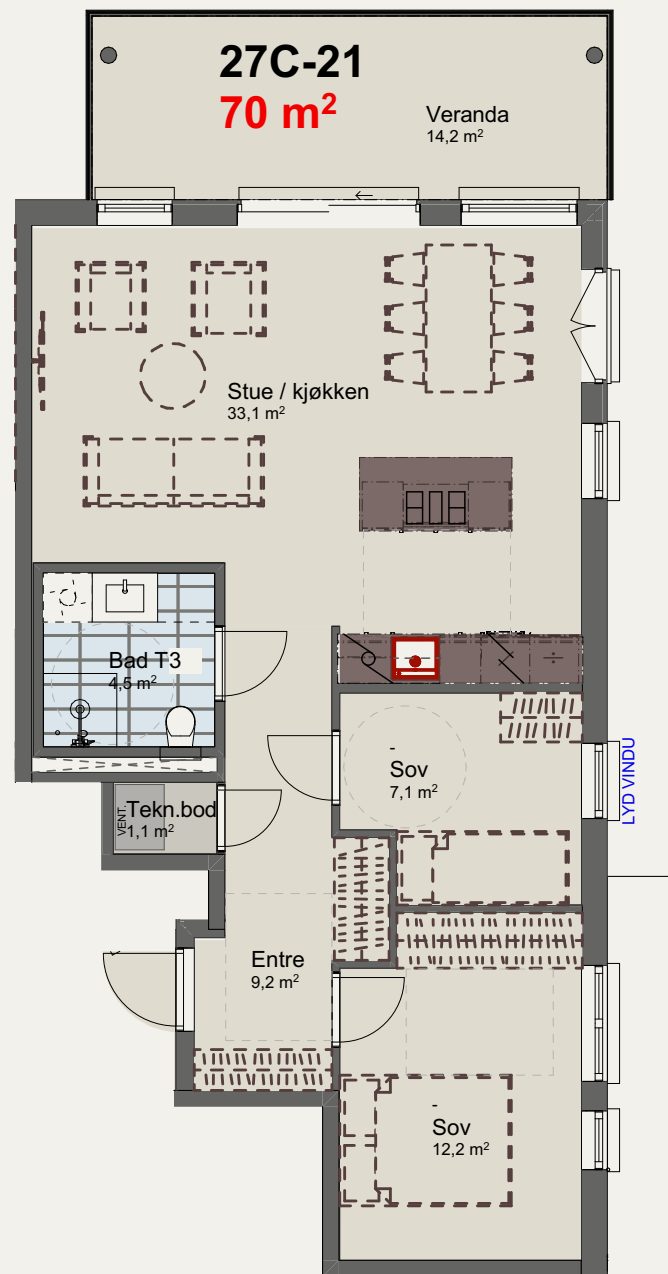 27C-21
70 m²
Veranda
14,2 m²
Stue / kjøkken
33,1 m²
Bad T3
4,5 m²
-
Sov
7,1 m²
LYD VINDU
VENT.
Tekn.bod
1,1 m²
Entre
9,2 m²
-
Sov
12,2 m²